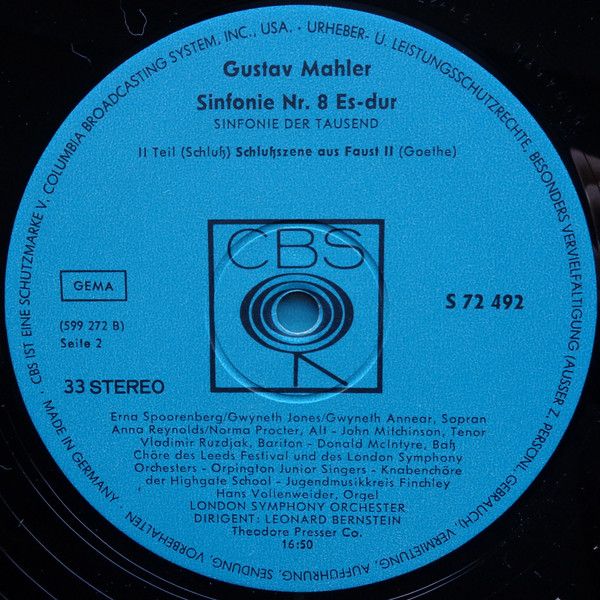 CBS IST EINE SCHUTZMARKE V. COLUMBIA BROADCASTING SYSTEM, INC., USA. · URHEBER- U. LEISTUNGSSCHUTZRECHTE, BESONDERS VERVIELFÄLTIGUNG (AUSSER Z. PERSÖNL. GEBRAUCH), VERMIETUNG, AUFFÜHRUNG, SENDUNG, VORBEHALTEN · MADE IN GERMANY ·
Gustav Mahler
Sinfonie Nr. 8 Es-dur
SINFONIE DER TAUSEND
II Teil (Schluß) Schlußszene aus Faust II (Goethe)
CBS
GEMA
S 72 492
(S99 272 B)
Seite 2
33 STEREO
Erna Spoorenberg/Gwyneth Jones/Gwyneth Annear, Sopran
Anna Reynolds/Norma Procter, Alt - John Mitchinson, Tenor
Vladimir Ruzdjak, Bariton - Donald McIntyre, Baß
Chöre des Leeds Festival und des London Symphony
Orchesters - Orpington Junior Singers - Knabenchöre
der Highgate School - Jugendmusikkreis Finchley
Hans Vollenweider, Orgel
LONDON SYMPHONY ORCHESTER
DIRIGENT: LEONARD BERNSTEIN
Theodore Presser Co.
16:50